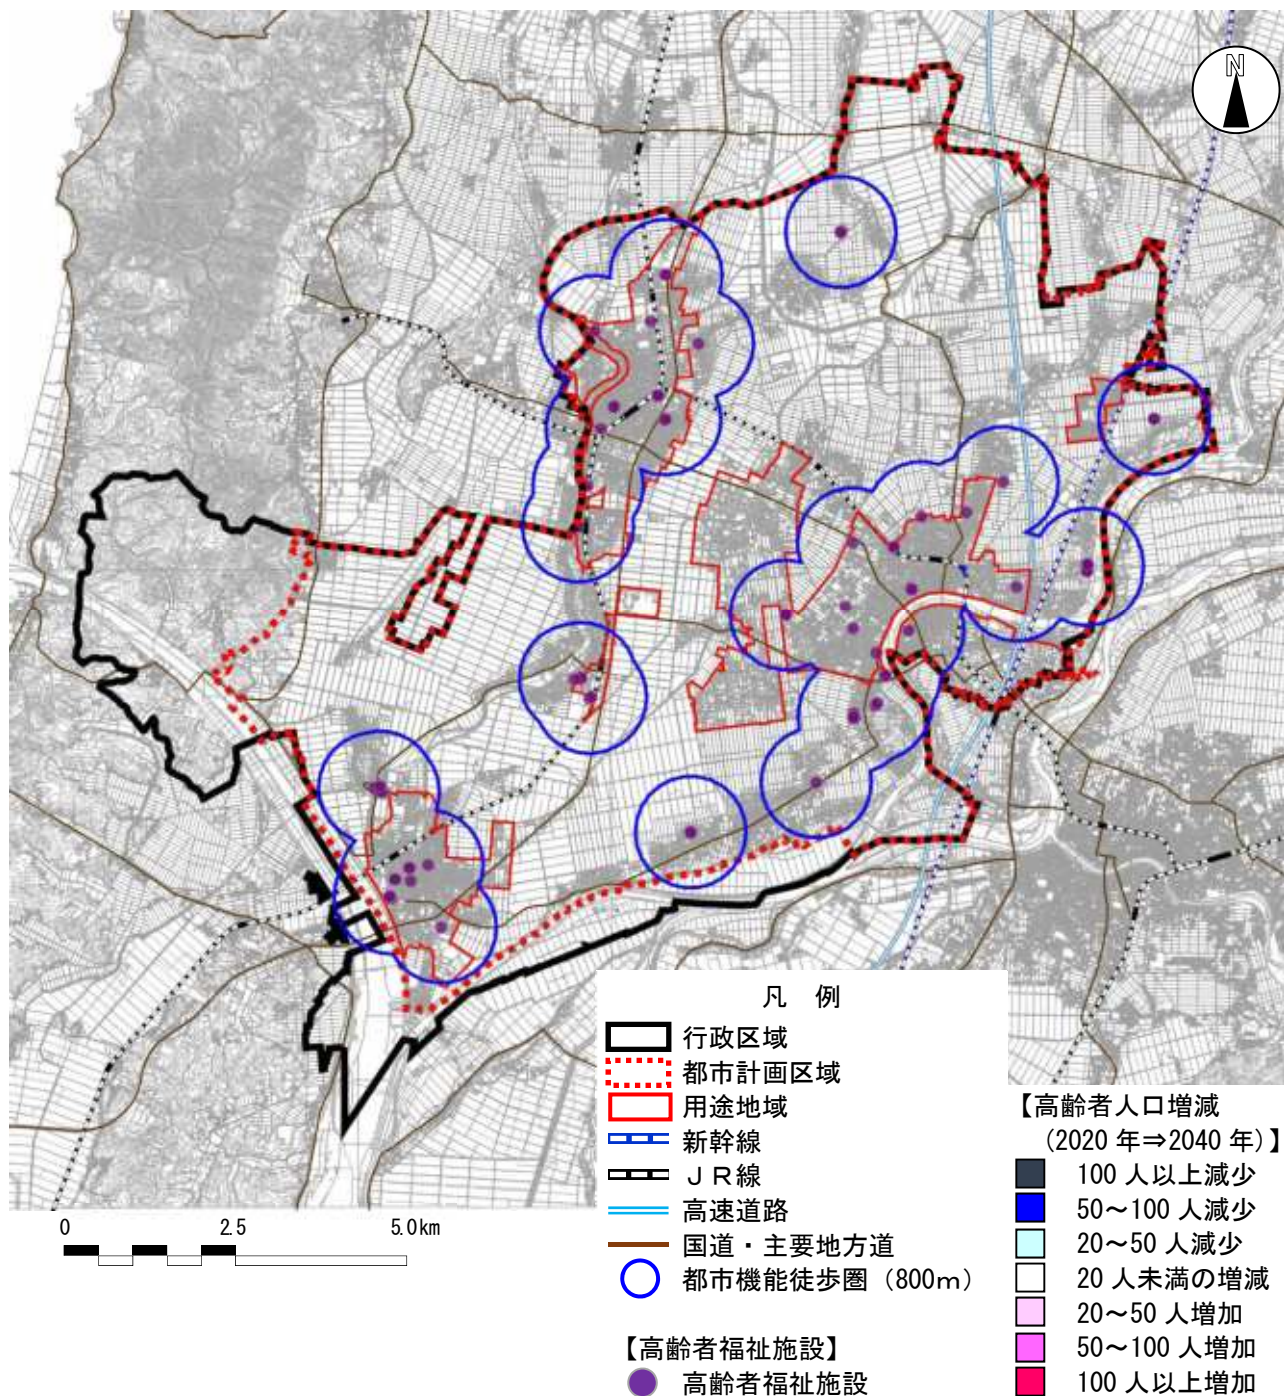 N
凡 例
行政区域
都市計画区域
用途地域
新幹線
ＪＲ線
高速道路
国道・主要地方道
都市機能徒歩圏（800ｍ）
【高齢者福祉施設】
高齢者福祉施設
【高齢者人口増減
（2020 年⇒2040 年）】
100 人以上減少
50～100 人減少
20～50 人減少
20 人未満の増減
20～50 人増加
50～100 人増加
100 人以上増加
0 2.5 5.0km